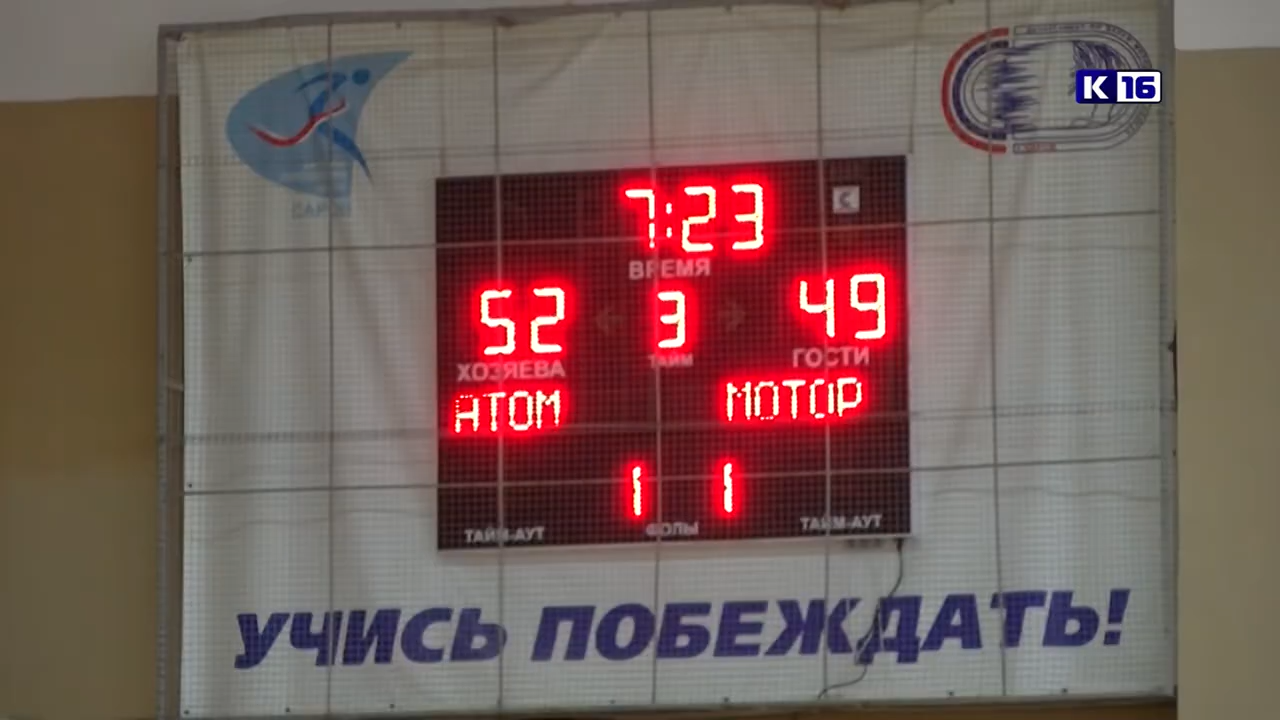 K 16
7:23
C
ВРЕМЯ
52 3 49
ХОЗЯЕВА ТАЙМ ГОСТИ
АТОМ МОТОР
1 1
ТАЙМ-АУТ ФОЛЫ ТАЙМ-АУТ
УЧИСЬ ПОБЕЖДАТЬ!